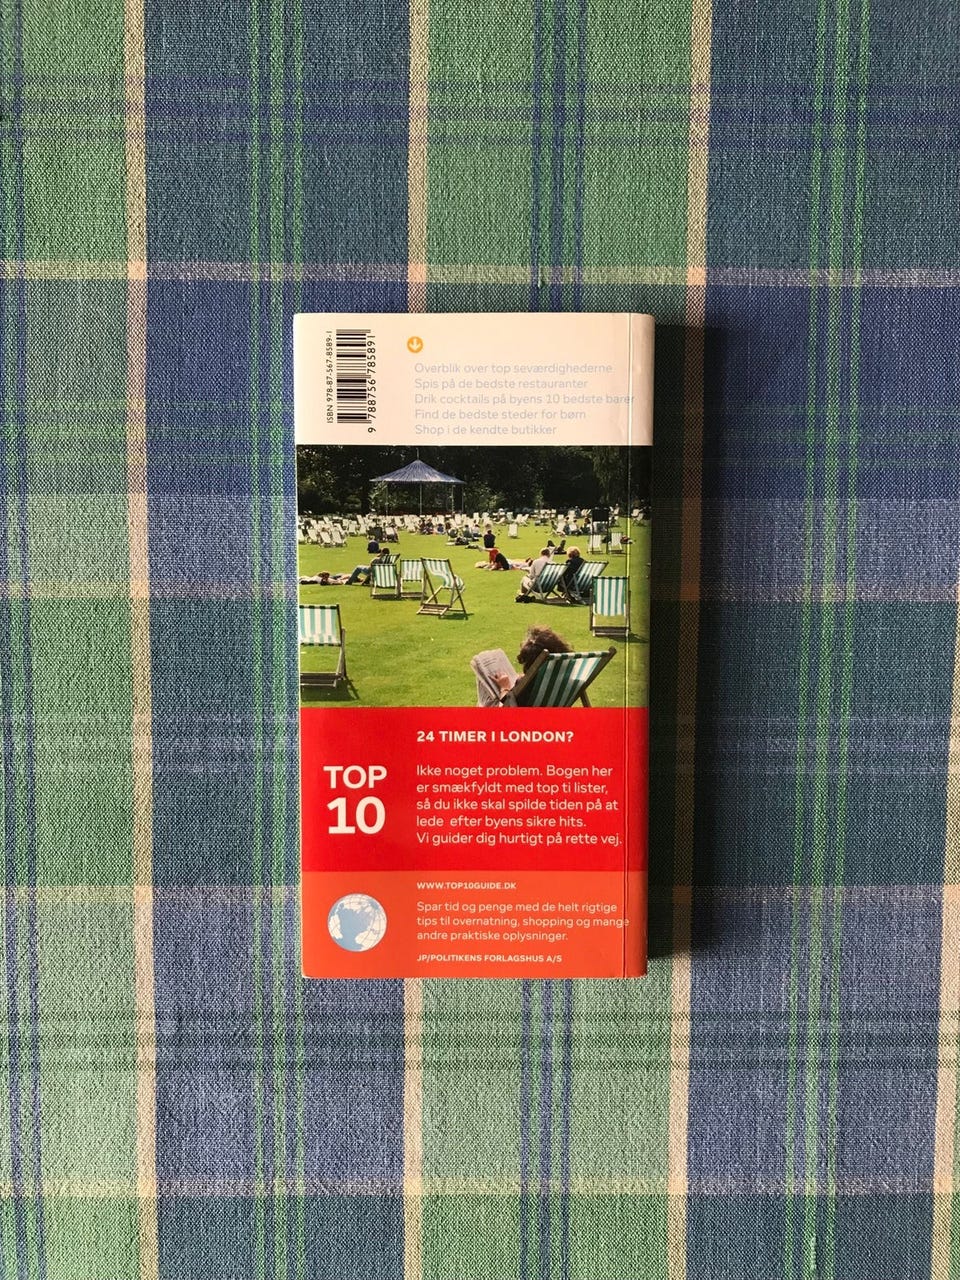 ISBN 978-87-567-8589-1
9 788756 785891
Overblik over top seværdighederne
Spis på de bedste restauranter
Drik cocktails på byens 10 bedste barer
Find de bedste steder for børn
Shop i de kendte butikker
24 TIMER I LONDON?
TOP
10
Ikke noget problem. Bogen her
er smækfyldt med top ti lister,
så du ikke skal spilde tiden på at
lede efter byens sikre hits.
Vi guider dig hurtigt på rette vej.
WWW.TOP10GUIDE.DK
Spar tid og penge med de helt rigtige
tips til overnatning, shopping og mange
andre praktiske oplysninger.
JP/POLITIKENS FORLAGSHUS A/S